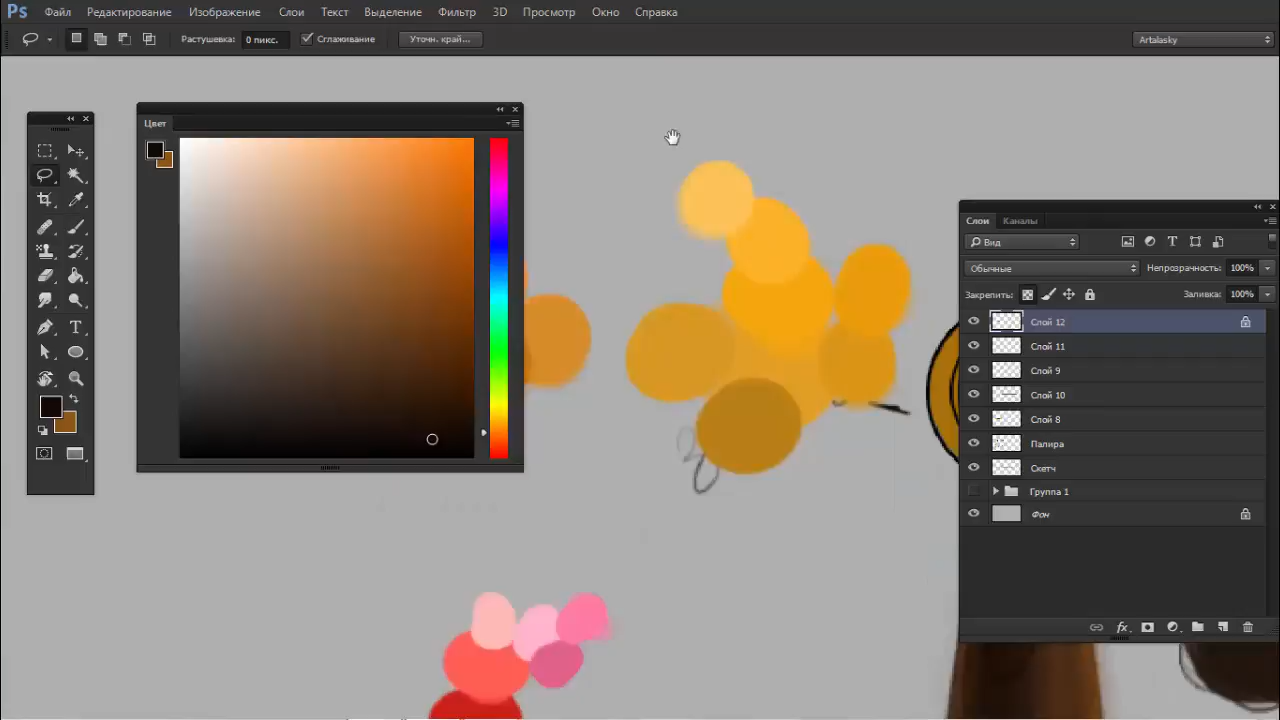 Ps Файл Редактирование Изображение Слои Текст Выделение Фильтр 3D Просмотр Окно Справка
Растушевка: 0 пикс. Сглаживание Уточн. край... Artalasky
Цвет
Слои Каналы
Вид
Обычные Непрозрачность: 100%
Закрепить: Заливка: 100%
Слой 12
Слой 11
Слой 9
Слой 10
Слой 8
Палира
Скетч
Группа 1
Фон
fx